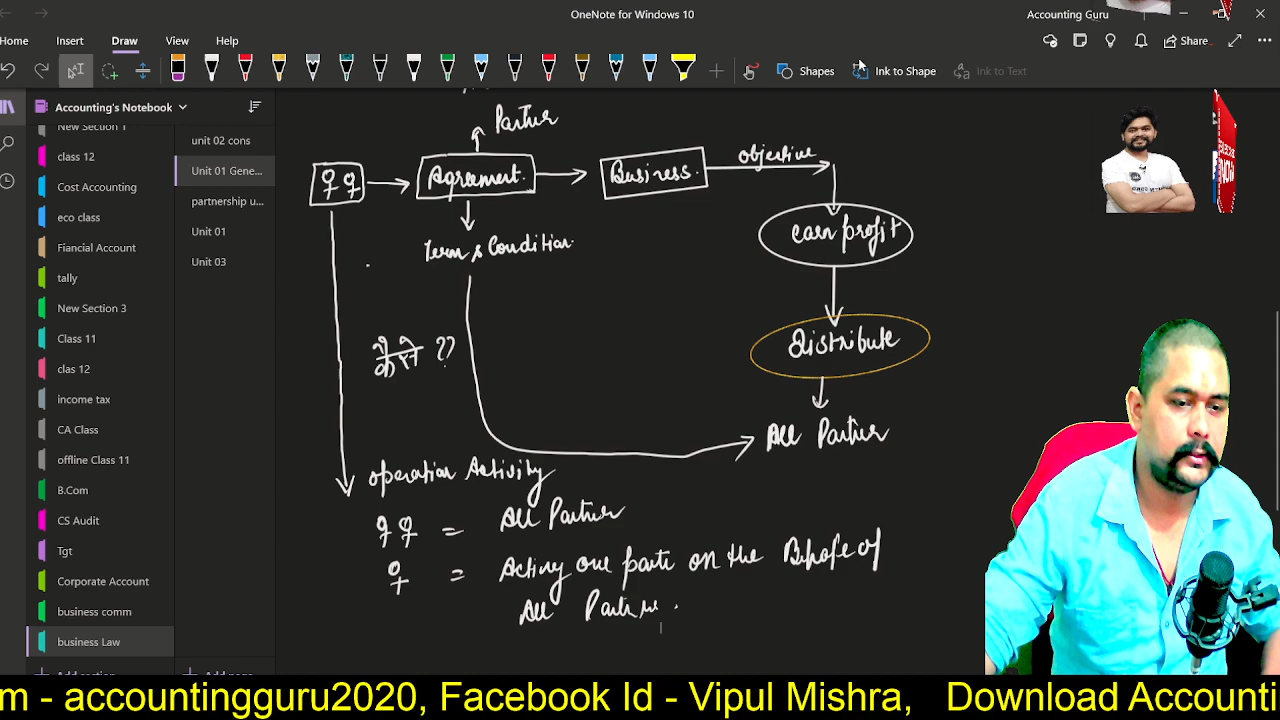 OneNote for Windows 10
Accounting Guru
Home Insert Draw View Help
Share
Shapes Ink to Shape Ink to Text
Accounting's Notebook
New Section 1
class 12
Cost Accounting
eco class
Fiancial Account
tally
New Section 3
Class 11
clas 12
income tax
CA Class
offline Class 11
B.Com
CS Audit
Tgt
Corporate Account
business comm
business Law
unit 02 cons
Unit 01 Gene...
partnership u...
Unit 01
Unit 03
Partner
Agreement. Business. objective
Term & Condition
earn profit
distribute
??
All Partner
operation Activity
= All Partner
= Acting one partner on the Behofe of
All Partner.
m - accountingguru2020, Facebook Id - Vipul Mishra, Download Accounti